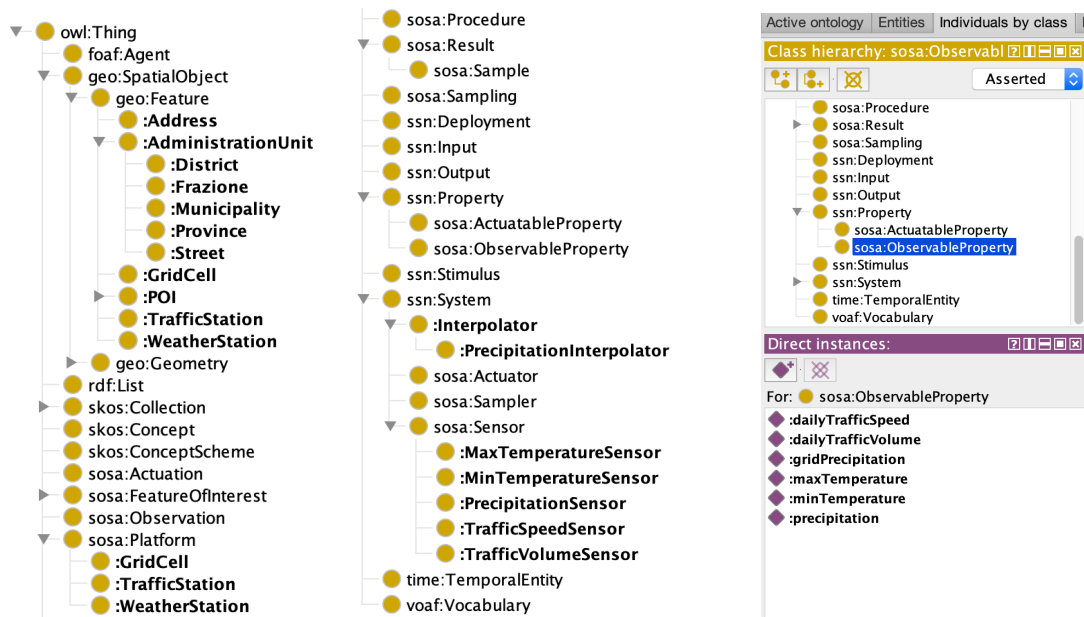 owl:Thing
foaf:Agent
geo:SpatialObject
geo:Feature
:Address
:AdministrationUnit
:District
:Frazione
:Municipality
:Province
:Street
:GridCell
:POI
:TrafficStation
:WeatherStation
geo:Geometry
rdf:List
skos:Collection
skos:Concept
skos:ConceptScheme
sosa:Actuation
sosa:FeatureOfInterest
sosa:Observation
sosa:Platform
:GridCell
:TrafficStation
:WeatherStation
sosa:Procedure
sosa:Result
sosa:Sample
sosa:Sampling
ssn:Deployment
ssn:Input
ssn:Output
ssn:Property
sosa:ActuatableProperty
sosa:ObservableProperty
ssn:Stimulus
ssn:System
:Interpolator
:PrecipitationInterpolator
sosa:Actuator
sosa:Sampler
sosa:Sensor
:MaxTemperatureSensor
:MinTemperatureSensor
:PrecipitationSensor
:TrafficSpeedSensor
:TrafficVolumeSensor
time:TemporalEntity
voaf:Vocabulary
Active ontology Entities Individuals by class
Class hierarchy: sosa:Observabl
Asserted
sosa:Procedure
sosa:Result
sosa:Sampling
ssn:Deployment
ssn:Input
ssn:Output
ssn:Property
sosa:ActuatableProperty
sosa:ObservableProperty
ssn:Stimulus
ssn:System
time:TemporalEntity
voaf:Vocabulary
Direct instances:
For: sosa:ObservableProperty
:dailyTrafficSpeed
:dailyTrafficVolume
:gridPrecipitation
:maxTemperature
:minTemperature
:precipitation